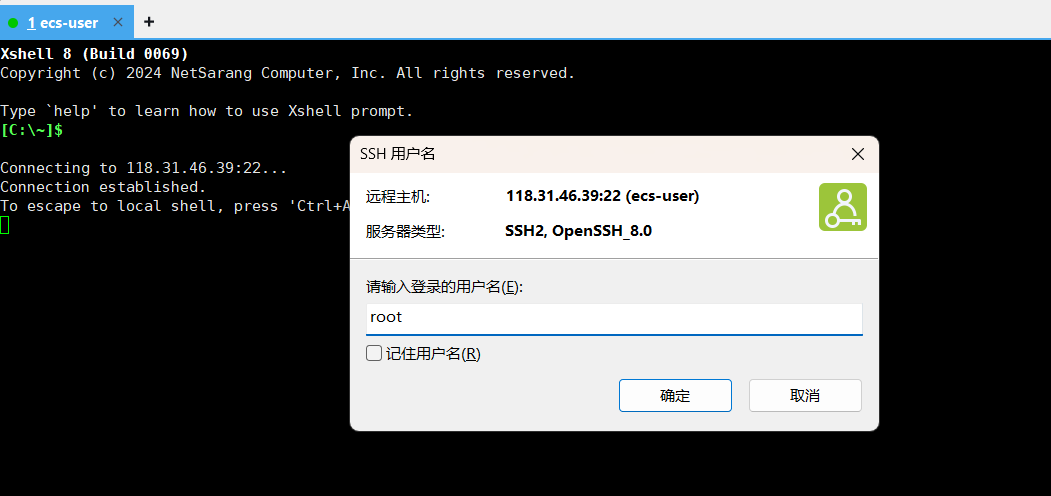 1 ecs-user
Xshell 8 (Build 0069)
Copyright (c) 2024 NetSarang Computer, Inc. All rights reserved.
Type `help' to learn how to use Xshell prompt.
[C:\~]$
Connecting to 118.31.46.39:22...
Connection established.
To escape to local shell, press 'Ctrl+A
SSH 用户名
远程主机: 118.31.46.39:22 (ecs-user)
服务器类型: SSH2, OpenSSH_8.0
请输入登录的用户名(E):
root
记住用户名(R)
确定 取消